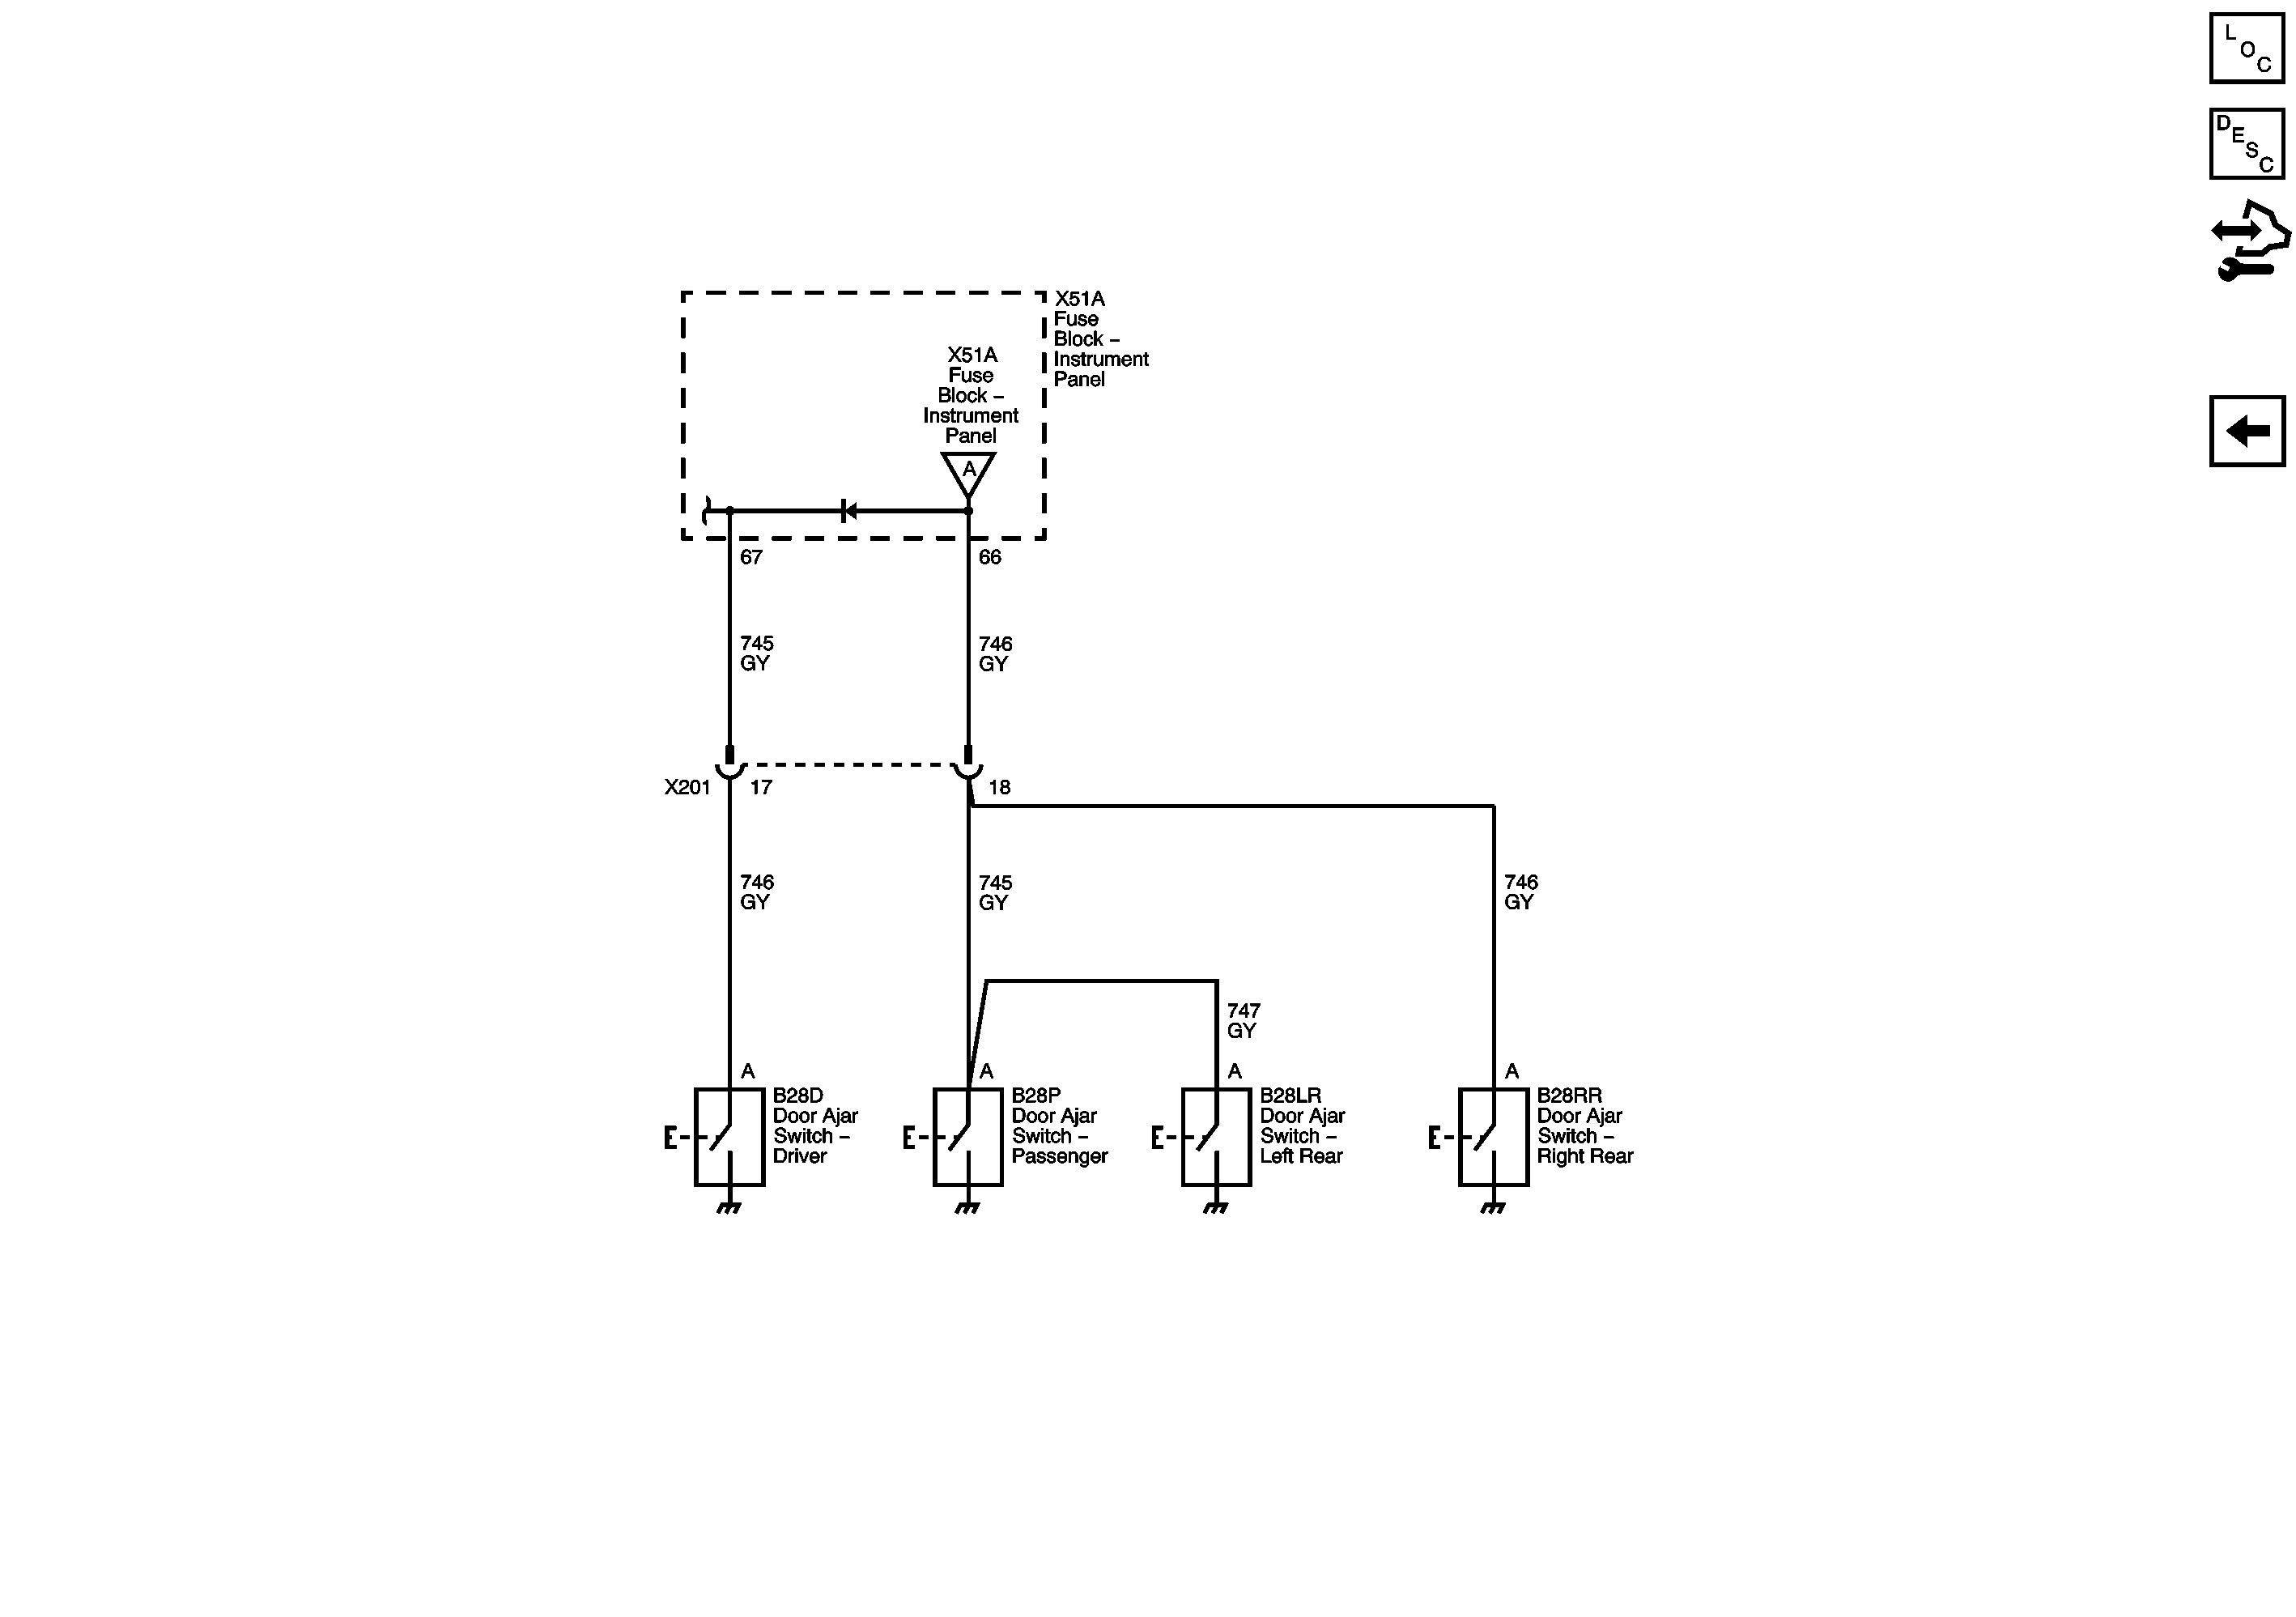 L
O
C
D
E
S
C
X51A
Fuse
Block –
Instrument
Panel
X51A
Fuse
Block –
Instrument
Panel
A
67
66
745
GY
746
GY
X201
17
18
746
GY
745
GY
746
GY
747
GY
A
A
A
A
B28D
Door Ajar
Switch –
Driver
B28P
Door Ajar
Switch –
Passenger
B28LR
Door Ajar
Switch –
Left Rear
B28RR
Door Ajar
Switch –
Right Rear